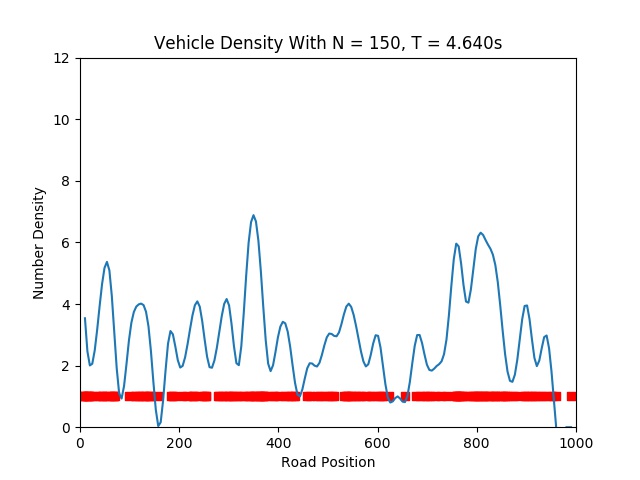 Vehicle Density With N = 150, T = 4.640s
12
10
8
6
4
2
0
Number Density
0 200 400 600 800 1000
Road Position